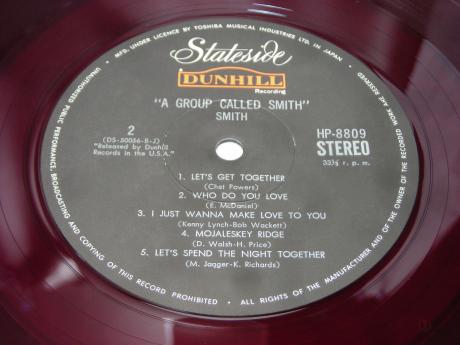 MFG. UNDER LICENCE BY TOSHIBA MUSICAL INDUSTRIES LTD. IN JAPAN • UNAUTHORIZED PUBLIC PERFORMANCE, BROADCASTING AND COPYING OF THIS RECORD PROHIBITED • ALL RIGHTS OF THE MANUFACTURER AND OF THE OWNER OF THE RECORDED WORK ARE RESERVED •
Stateside
DUNHILL
Recording
"A GROUP CALLED SMITH"
SMITH
2
(DS-50056-B-J)
"Released by Dunhill
Records in the U.S.A."
HP-8809
STEREO
33⅓ r. p. m.
1. LET'S GET TOGETHER
(Chet Powers)
2. WHO DO YOU LOVE
(E. McDaniel)
3. I JUST WANNA MAKE LOVE TO YOU
(Kenny Lynch-Bob Wackett)
4. MOJALESKEY RIDGE
(D. Walsh-H. Price)
5. LET'S SPEND THE NIGHT TOGETHER
(M. Jagger-K. Richards)